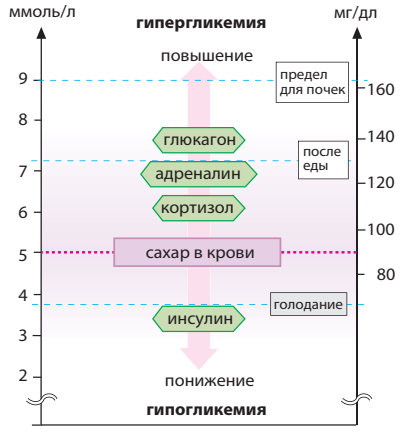 ммоль/л
гипергликемия
мг/дл
повышение
9
предел
для почек
160
8
глюкагон
140
после
еды
7
адреналин
120
6
кортизол
100
5
сахар в крови
80
4
голодание
инсулин
3
2
понижение
гипогликемия